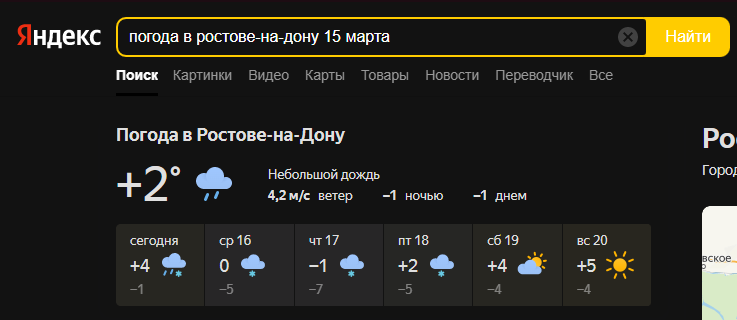 Яндекс
погода в ростове-на-дону 15 марта
Найти
Поиск Картинки Видео Карты Товары Новости Переводчик Все
Погода в Ростове-на-Дону
+2°
Небольшой дождь
4,2 м/с ветер −1 ночью −1 днем
сегодня ср 16 чт 17 пт 18 сб 19 вс 20
+4 0 −1 +2 +4 +5
−1 −5 −7 −5 −4 −4
Ро
Город
вское